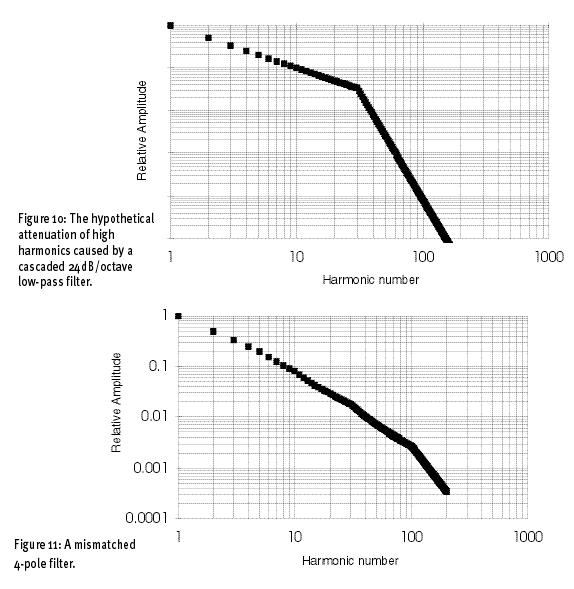 Relative Amplitude
1
10
100
1000
Harmonic number
Figure 10: The hypothetical
attenuation of high
harmonics caused by a
cascaded 24dB/octave
low-pass filter.
1
0.1
0.01
0.001
0.0001
Relative Amplitude
1
10
100
1000
Harmonic number
Figure 11: A mismatched
4-pole filter.